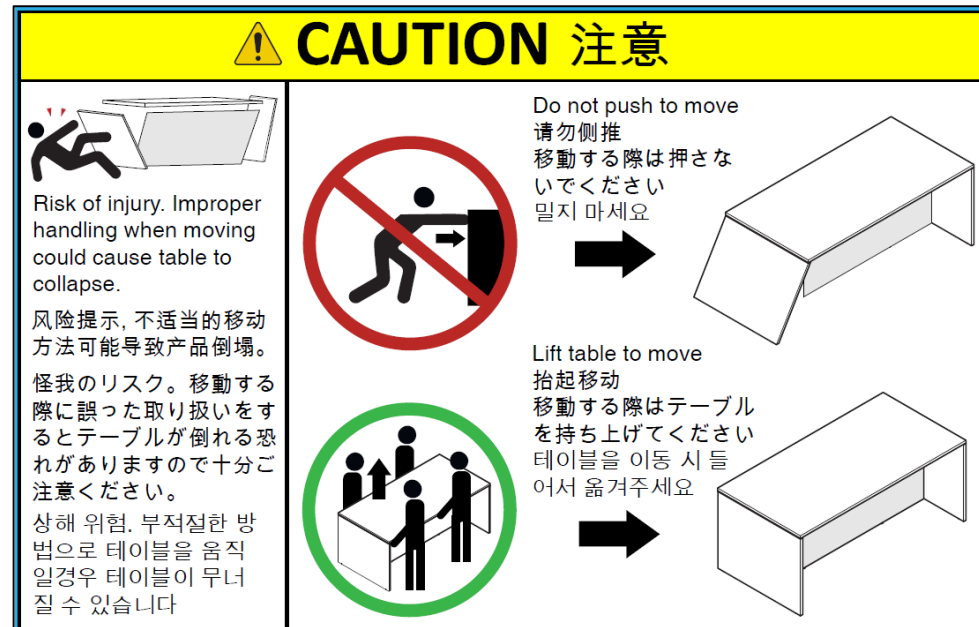 CAUTION 注意
Risk of injury. Improper
handling when moving
could cause table to
collapse.
风险提示, 不适当的移动
方法可能导致产品倒塌。
怪我のリスク。移動する
際に誤った取り扱いをす
るとテーブルが倒れる恐
れがありますので十分ご
注意ください。
상해 위험. 부적절한 방
법으로 테이블을 움직
일경우 테이블이 무너
질 수 있습니다
Do not push to move
请勿侧推
移動する際は押さな
いでください
밀지 마세요
Lift table to move
抬起移动
移動する際はテーブル
を持ち上げてください
테이블을 이동 시 들
어서 옮겨주세요